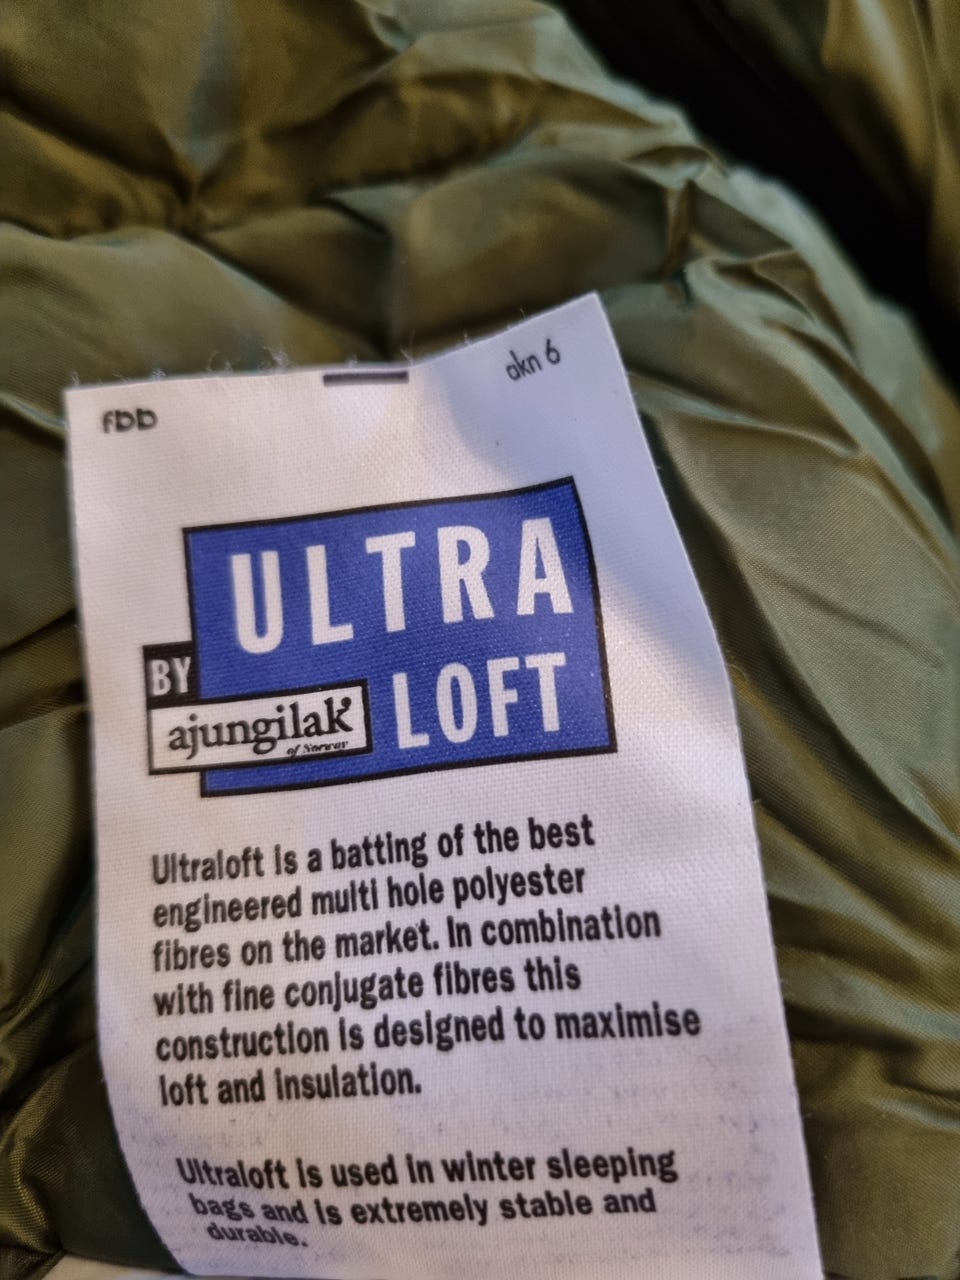 fDD
akn 6
ULTRA
LOFT
BY
ajungilak
of Norway
Ultraloft is a batting of the best
engineered multi hole polyester
fibres on the market. In combination
with fine conjugate fibres this
construction is designed to maximise
loft and insulation.
Ultraloft is used in winter sleeping
bags and is extremely stable and
durable.